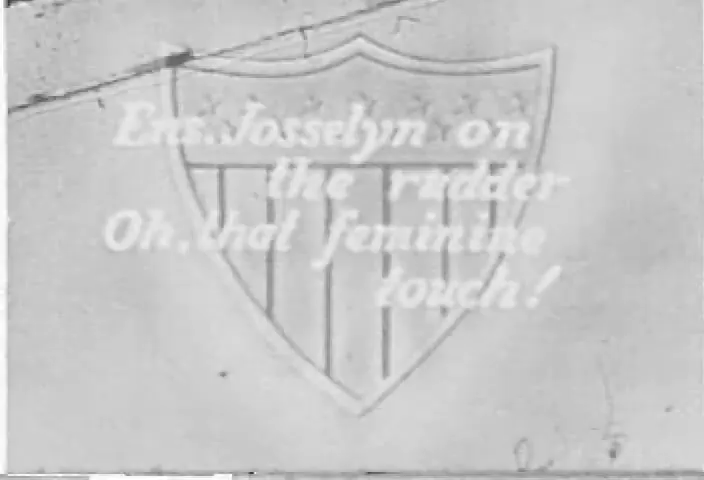 Ens. Josselyn on
the rudder
Oh, that feminine
touch!